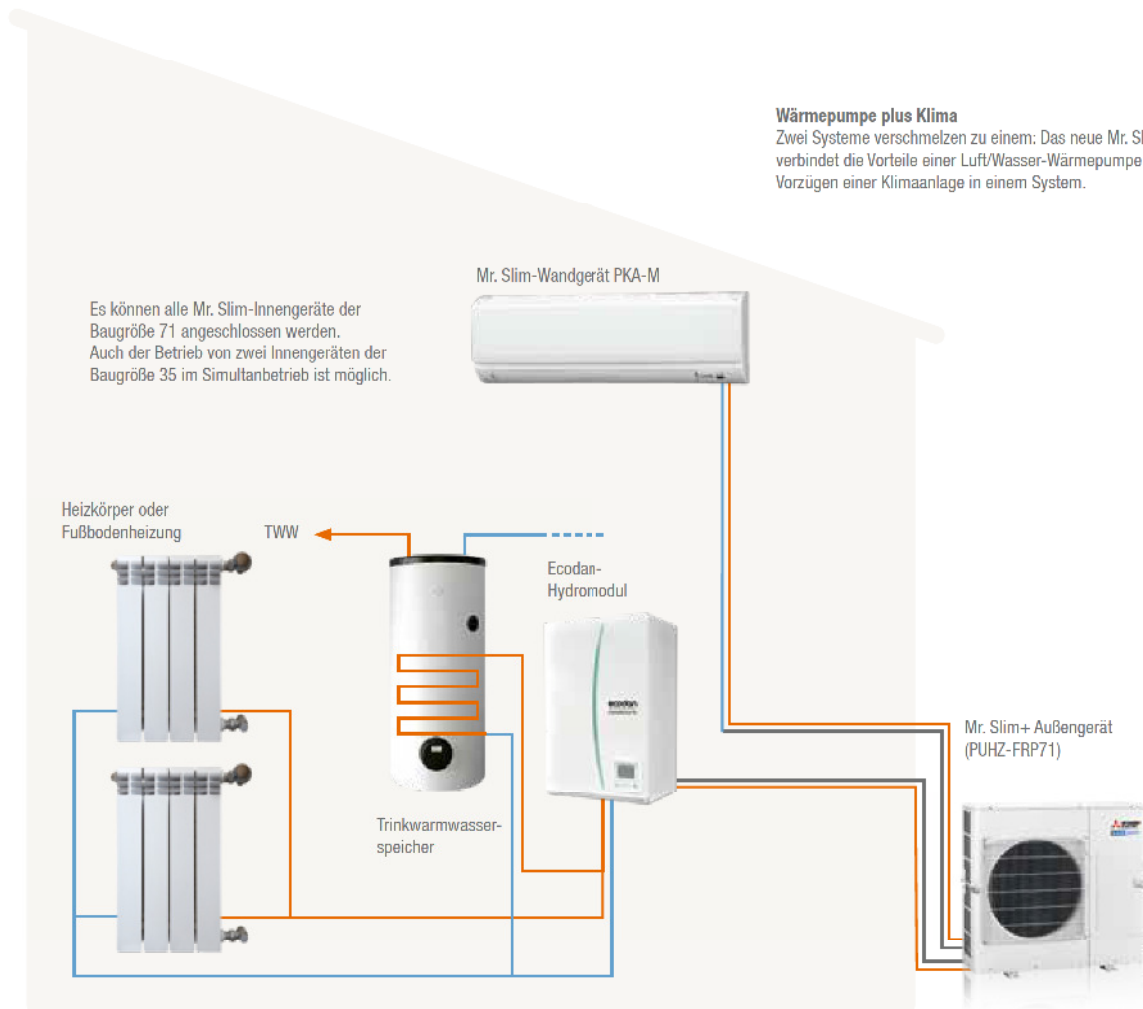 Wärmepumpe plus Klima
Zwei Systeme verschmelzen zu einem: Das neue Mr. Sl
verbindet die Vorteile einer Luft/Wasser-Wärmepumpe
Vorzügen einer Klimaanlage in einem System.
Mr. Slim-Wandgerät PKA-M
Es können alle Mr. Slim-Innengeräte der
Baugröße 71 angeschlossen werden.
Auch der Betrieb von zwei Innengeräten der
Baugröße 35 im Simultanbetrieb ist möglich.
Heizkörper oder
Fußbodenheizung
TWW
Ecodan-
Hydromodul
ecodan
Mr. Slim+ Außengerät
(PUHZ-FRP71)
Trinkwarmwasser-
speicher